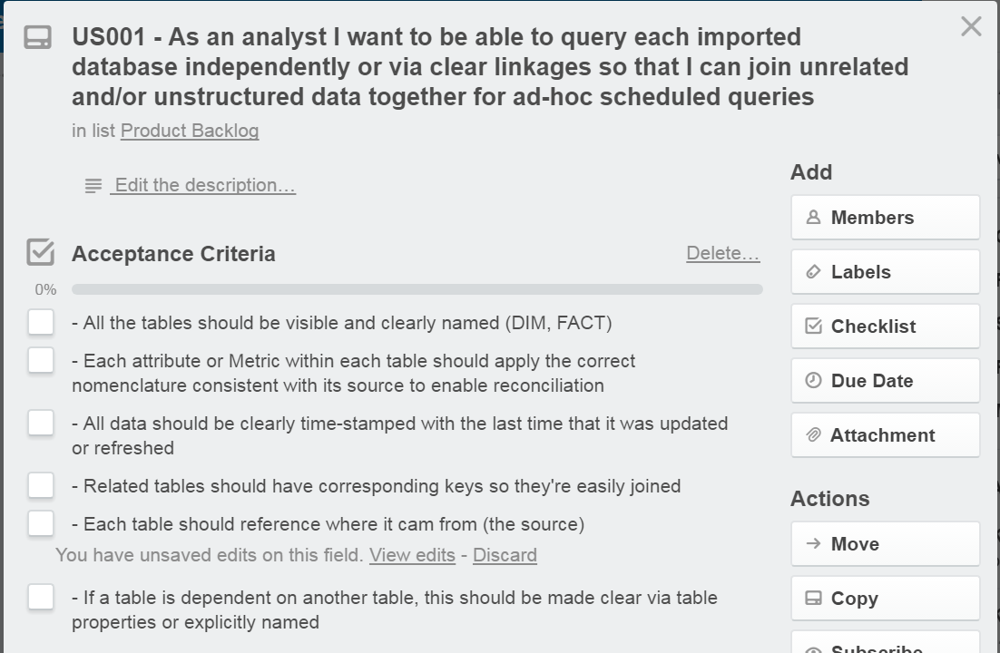 US001 - As an analyst I want to be able to query each imported
database independently or via clear linkages so that I can join unrelated
and/or unstructured data together for ad-hoc scheduled queries
in list Product Backlog
Edit the description…
Acceptance Criteria
Delete…
0%
- All the tables should be visible and clearly named (DIM, FACT)
- Each attribute or Metric within each table should apply the correct
nomenclature consistent with its source to enable reconciliation
- All data should be clearly time-stamped with the last time that it was updated
or refreshed
- Related tables should have corresponding keys so they're easily joined
- Each table should reference where it cam from (the source)
You have unsaved edits on this field. View edits - Discard
- If a table is dependent on another table, this should be made clear via table
properties or explicitly named
Add
Members
Labels
Checklist
Due Date
Attachment
Actions
Move
Copy
Subscribe